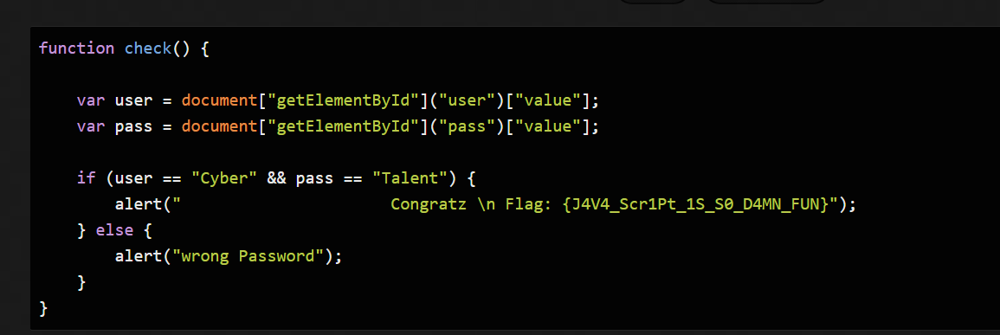 function check() {
var user = document["getElementById"]("user")["value"];
var pass = document["getElementById"]("pass")["value"];
if (user == "Cyber" && pass == "Talent") {
alert("                      Congratz \n Flag: {J4V4_Scr1Pt_1S_S0_D4MN_FUN}");
} else {
alert("wrong Password");
}
}